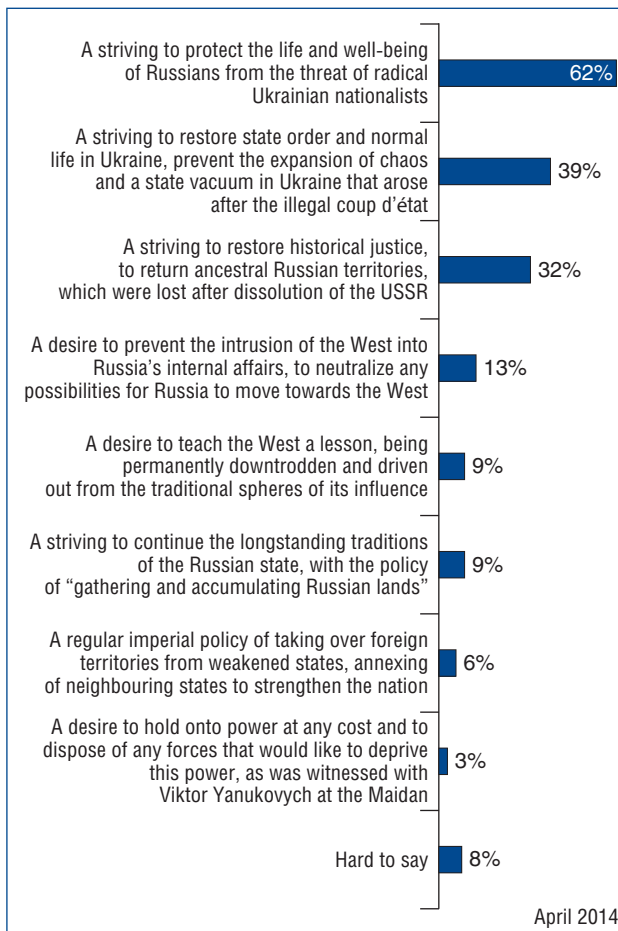 A striving to protect the life and well-being
of Russians from the threat of radical
Ukrainian nationalists
62%
A striving to restore state order and normal
life in Ukraine, prevent the expansion of chaos
and a state vacuum in Ukraine that arose
after the illegal coup d’état
39%
A striving to restore historical justice,
to return ancestral Russian territories,
which were lost after dissolution of the USSR
32%
A desire to prevent the intrusion of the West into
Russia’s internal affairs, to neutralize any
possibilities for Russia to move towards the West
13%
A desire to teach the West a lesson, being
permanently downtrodden and driven
out from the traditional spheres of its influence
9%
A striving to continue the longstanding traditions
of the Russian state, with the policy
of “gathering and accumulating Russian lands”
9%
A regular imperial policy of taking over foreign
territories from weakened states, annexing
of neighbouring states to strengthen the nation
6%
A desire to hold onto power at any cost and to
dispose of any forces that would like to deprive
this power, as was witnessed with
Viktor Yanukovych at the Maidan
3%
Hard to say
8%
April 2014